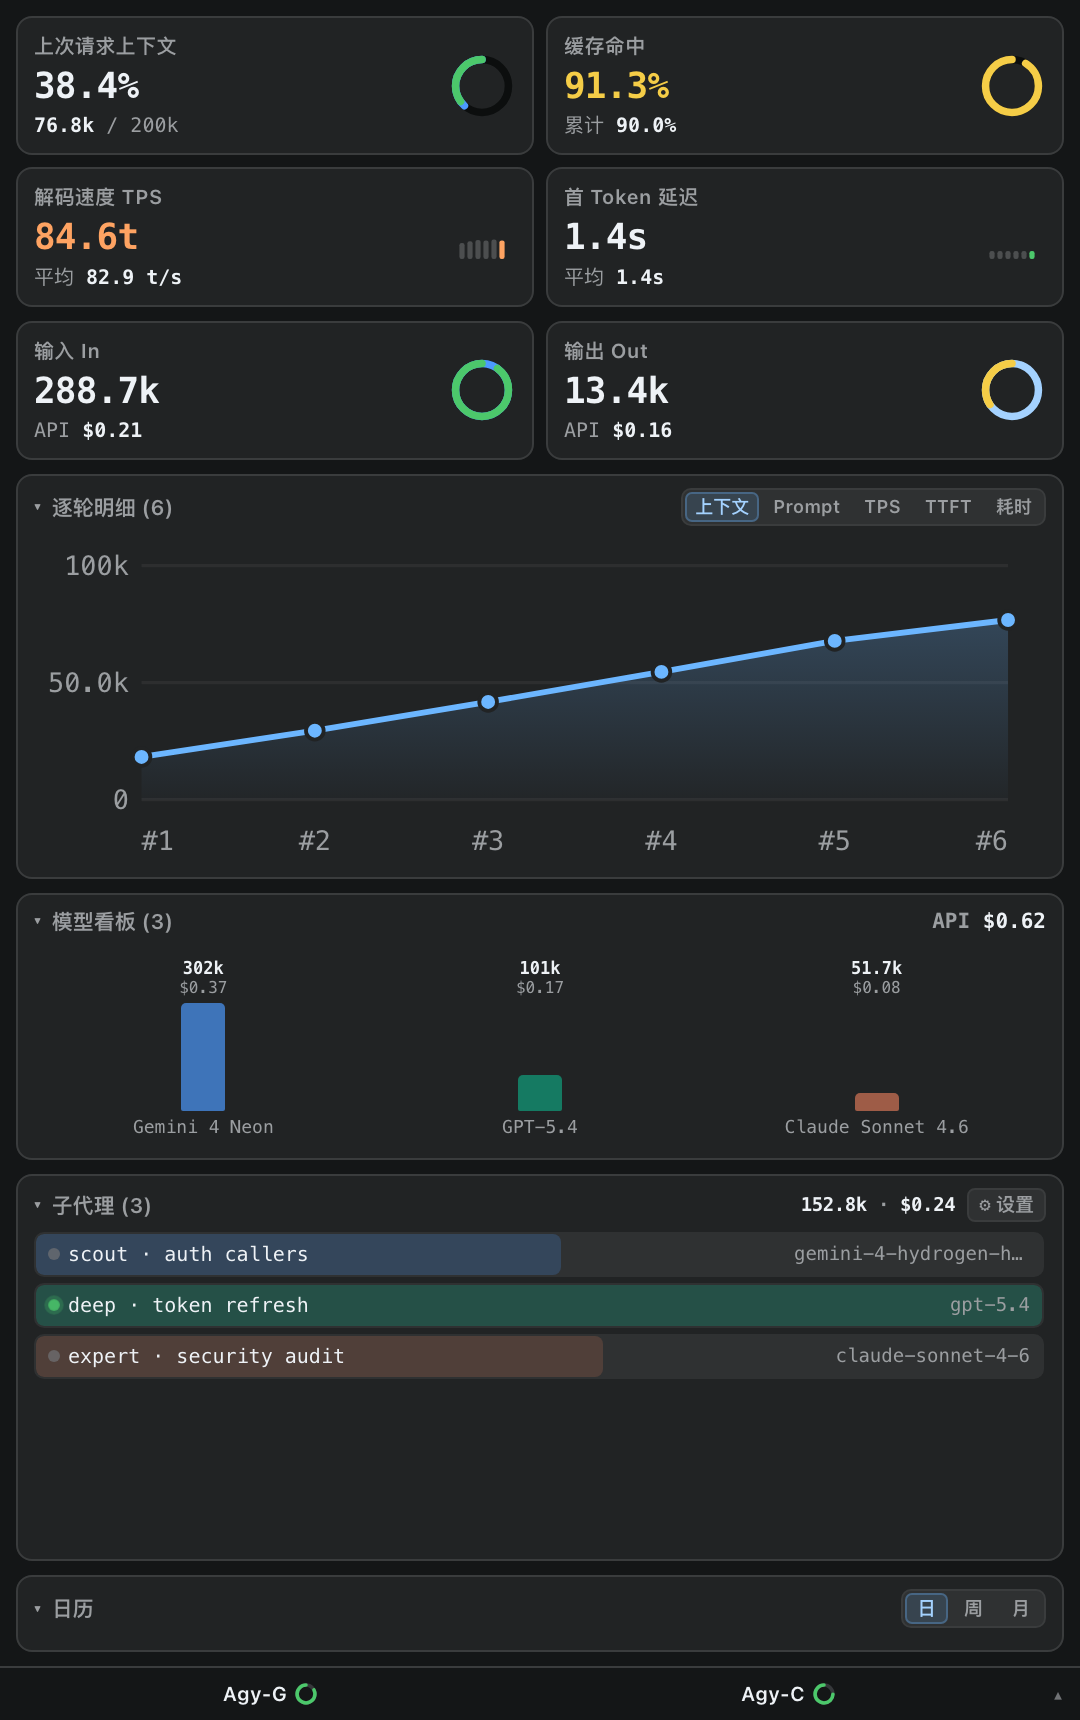 上次请求上下文
38.4%
76.8k / 200k
缓存命中
91.3%
累计 90.0%
解码速度 TPS
84.6t
平均 82.9 t/s
首 Token 延迟
1.4s
平均 1.4s
输入 In
288.7k
API $0.21
输出 Out
13.4k
API $0.16
▾ 逐轮明细 (6)
上下文 Prompt TPS TTFT 耗时
100k
50.0k
0
#1 #2 #3 #4 #5 #6
▾ 模型看板 (3) API $0.62
302k 101k 51.7k
$0.37 $0.17 $0.08
Gemini 4 Neon GPT-5.4 Claude Sonnet 4.6
▾ 子代理 (3) 152.8k · $0.24 ⚙ 设置
scout · auth callers gemini-4-hydrogen-h…
deep · token refresh gpt-5.4
expert · security audit claude-sonnet-4-6
▾ 日历 日 周 月
Agy-G Agy-C ▴